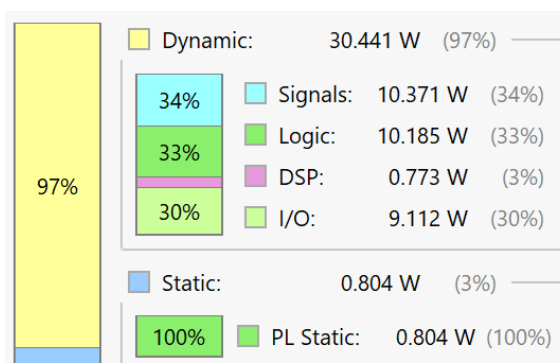 Dynamic: 30.441 W (97%)
34% Signals: 10.371 W (34%)
33% Logic: 10.185 W (33%)
97% DSP: 0.773 W (3%)
30% I/O: 9.112 W (30%)
Static: 0.804 W (3%)
100% PL Static: 0.804 W (100%)